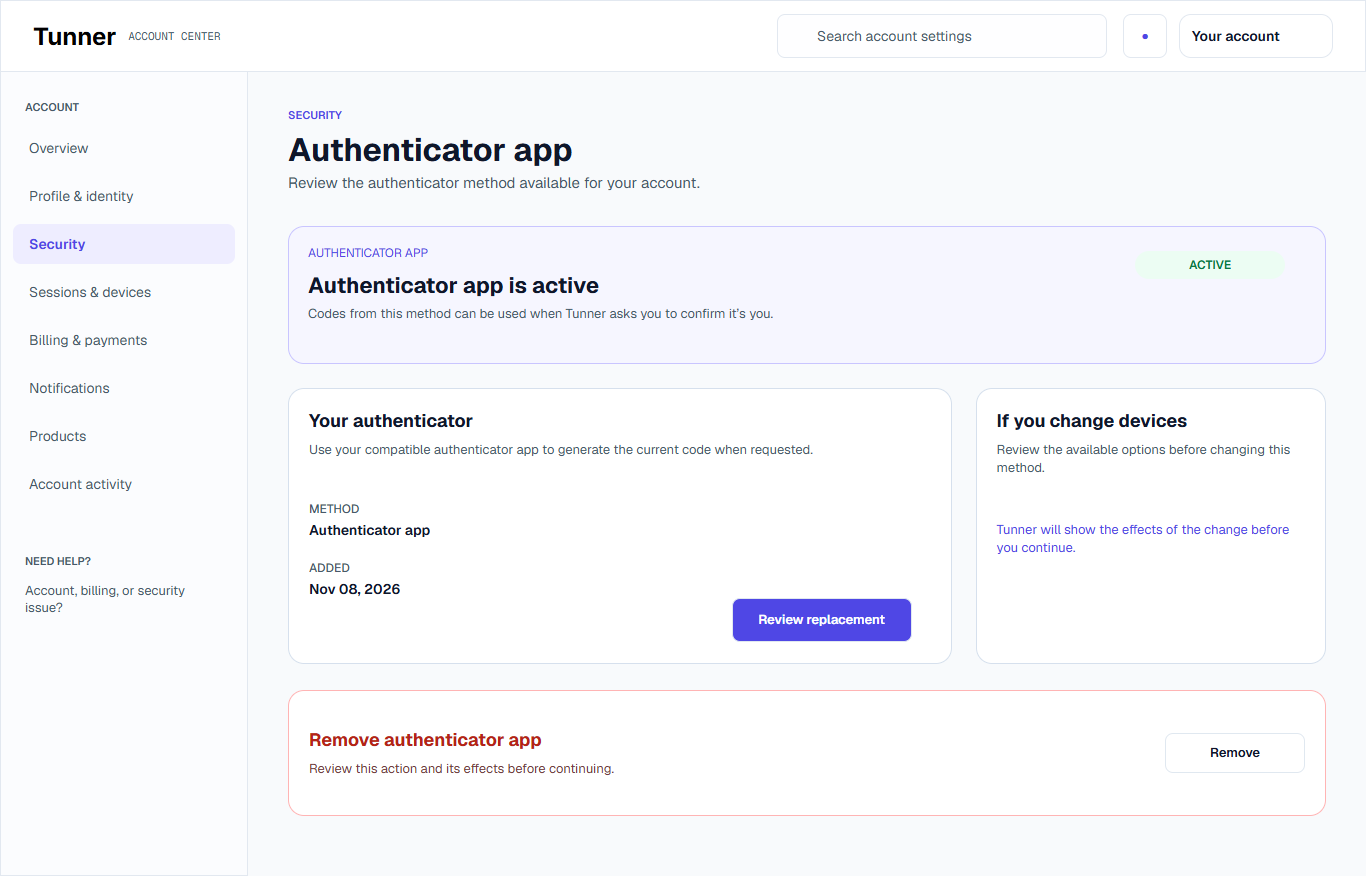 Tunner ACCOUNT CENTER
Search account settings
Your account
ACCOUNT
Overview
Profile & identity
Security
Sessions & devices
Billing & payments
Notifications
Products
Account activity
NEED HELP?
Account, billing, or security
issue?
SECURITY
Authenticator app
Review the authenticator method available for your account.
AUTHENTICATOR APP
ACTIVE
Authenticator app is active
Codes from this method can be used when Tunner asks you to confirm it's you.
Your authenticator
Use your compatible authenticator app to generate the current code when requested.
METHOD
Authenticator app
ADDED
Nov 08, 2026
Review replacement
If you change devices
Review the available options before changing this
method.
Tunner will show the effects of the change before
you continue.
Remove authenticator app
Review this action and its effects before continuing.
Remove